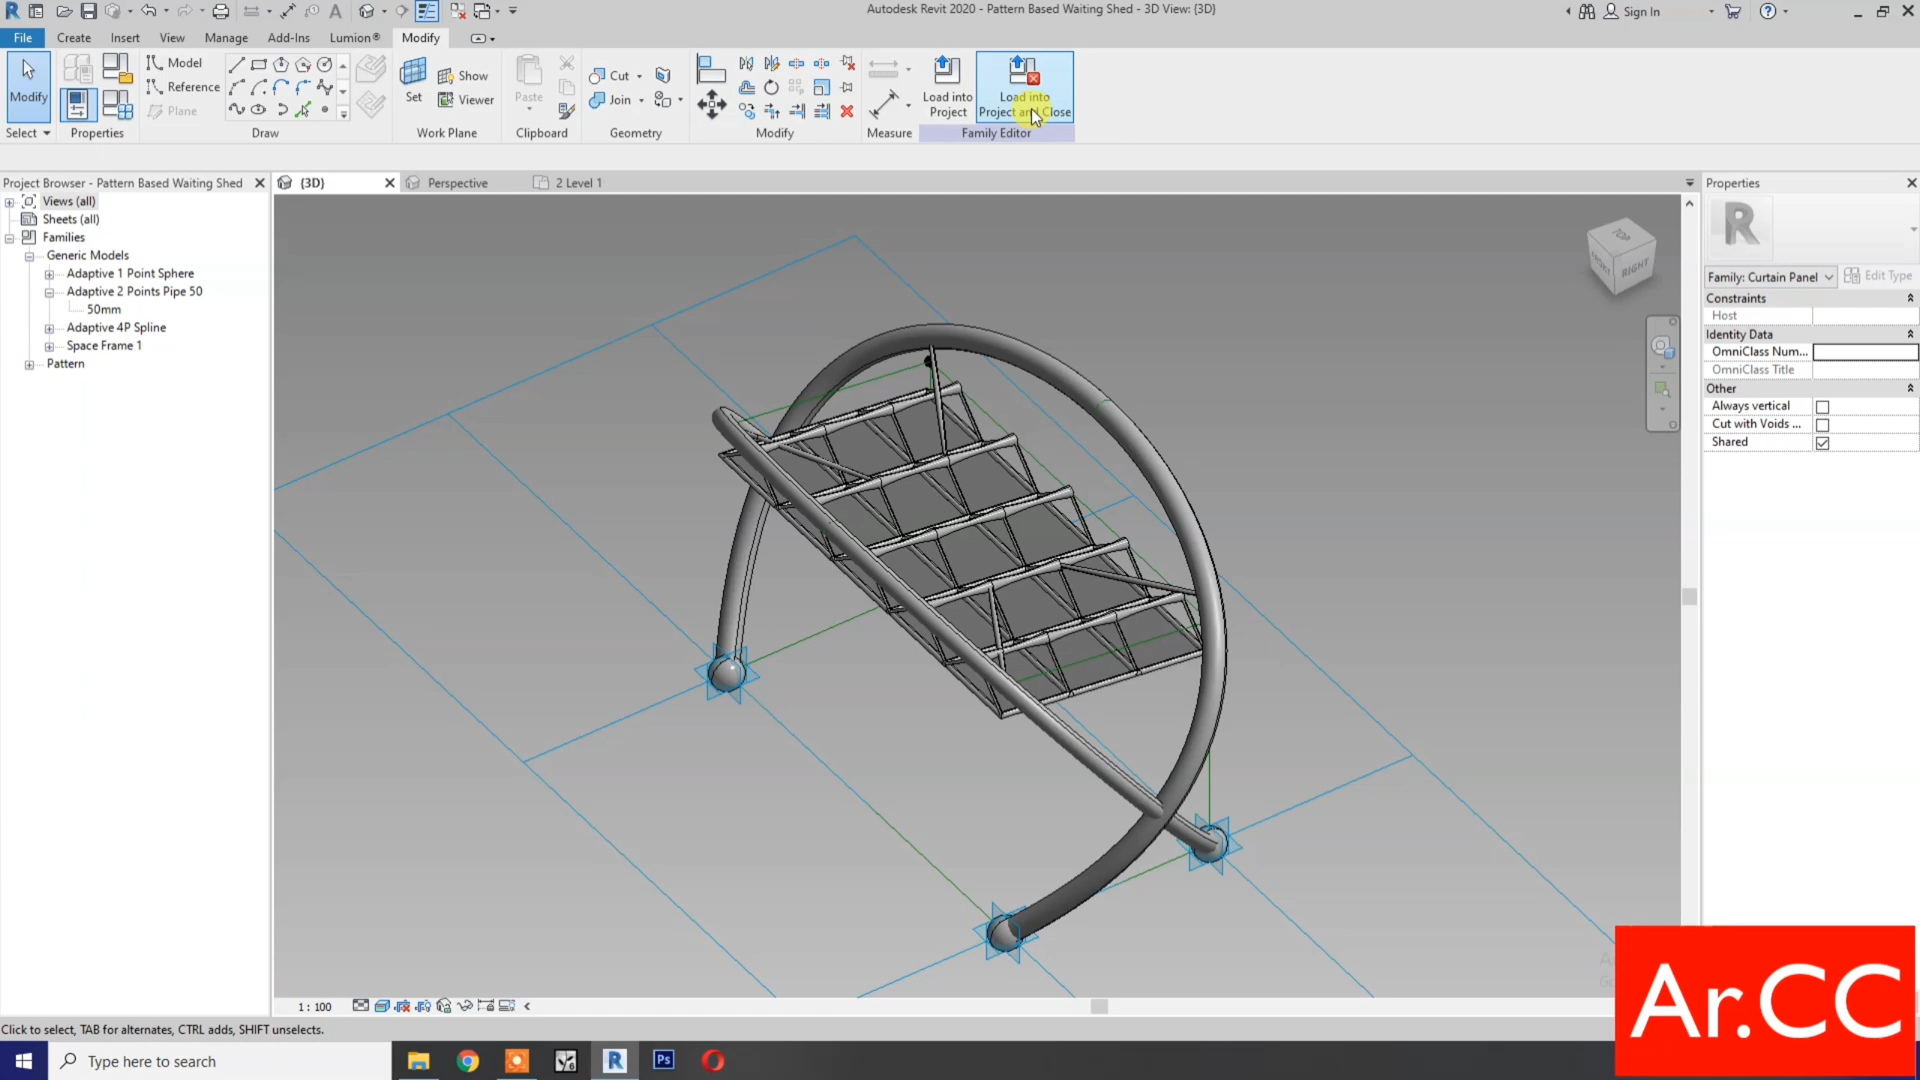 Autodesk Revit 2020 - Pattern Based Waiting Shed - 3D View: {3D}
Sign In
File Create Insert View Manage Add-Ins Lumion® Modify
Modify
Model
Reference
Plane
Set
Show
Viewer
Paste
Cut
Join
Load into
Project
Load into
Project and Close
Select Properties Draw Work Plane Clipboard Geometry Modify Measure Family Editor
Project Browser - Pattern Based Waiting Shed
{3D}
Perspective
2 Level 1
Properties
Views (all)
Sheets (all)
Families
Generic Models
Adaptive 1 Point Sphere
Adaptive 2 Points Pipe 50
50mm
Adaptive 4P Spline
Space Frame 1
Pattern
TOP
FRONT
RIGHT
R
Family: Curtain Panel
Edit Type
Constraints
Host
Identity Data
OmniClass Num...
OmniClass Title
Other
Always vertical
Cut with Voids ...
Shared
1 : 100
Click to select, TAB for alternates, CTRL adds, SHIFT unselects.
Type here to search
R
Ps
Ar.CC